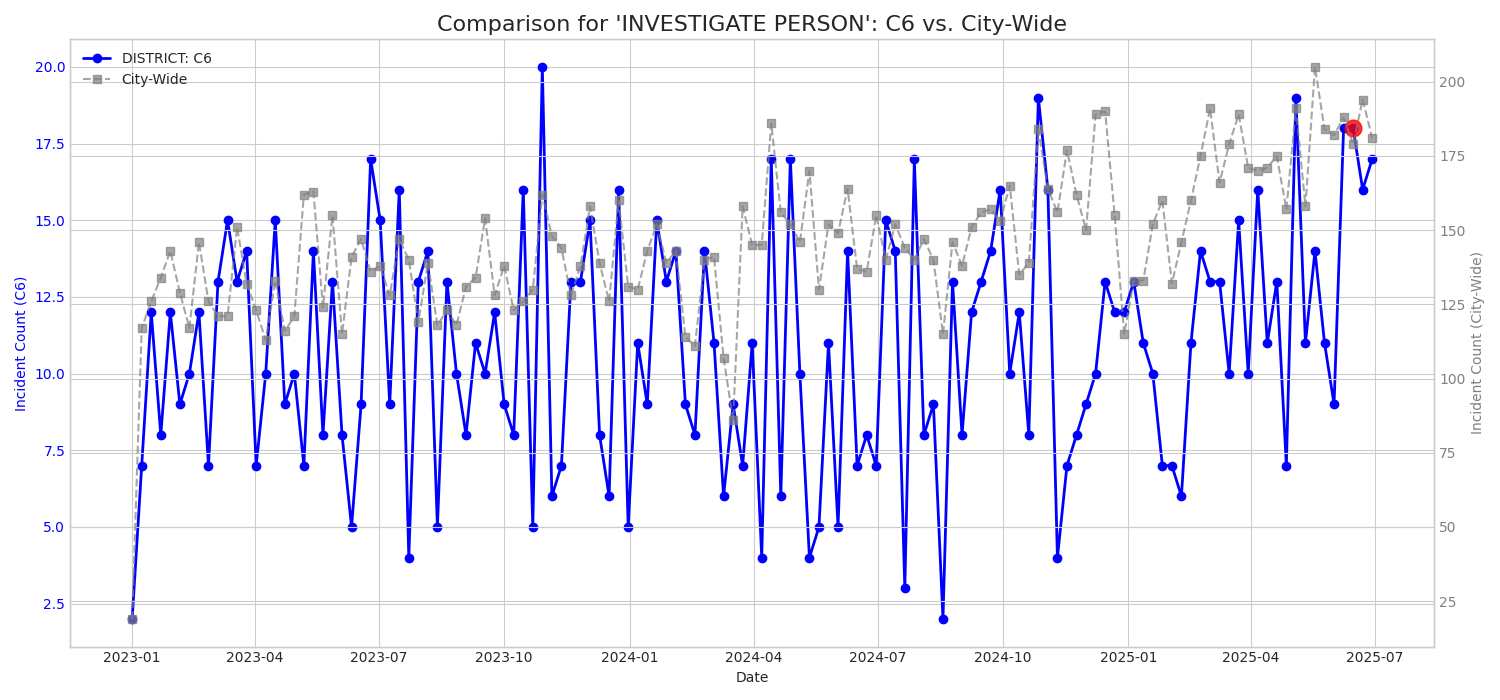 Comparison for 'INVESTIGATE PERSON': C6 vs. City-Wide
DISTRICT: C6
City-Wide
Incident Count (C6)
20.0
17.5
15.0
12.5
10.0
7.5
5.0
2.5
200
175
150
125
100
75
50
25
Incident Count (City-Wide)
2023-01 2023-04 2023-07 2023-10 2024-01 2024-04 2024-07 2024-10 2025-01 2025-04 2025-07
Date